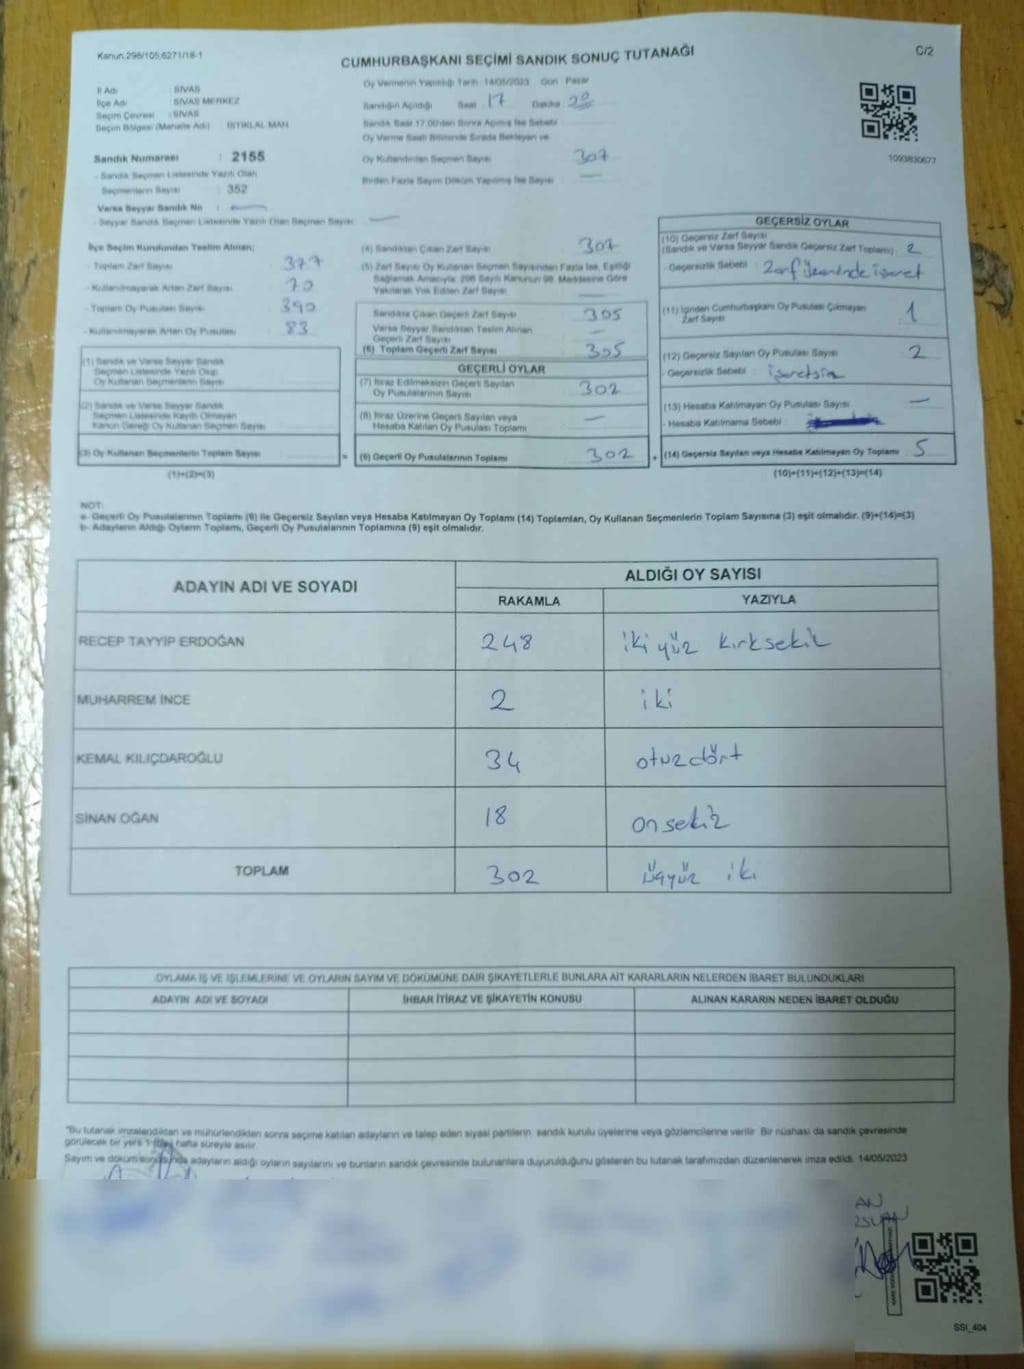 Kanun.298/105,6271/18-1
CUMHURBAŞKANI SEÇİMİ SANDIK SONUÇ TUTANAĞI
C/2
İl Adı : SİVAS
İlçe Adı : SİVAS MERKEZ
Seçim Çevresi : SİVAS
Seçim Bölgesi (Mahalle Adı) : İSTİKLAL MAH.
Sandık Numarası : 2155
- Sandık Seçmen Listesinde Yazılı Olan
Seçmenlerin Sayısı : 352
Varsa Seyyar Sandık No : —
- Seyyar Sandık Seçmen Listesinde Yazılı Olan Seçmen Sayısı —
Oy Vermenin Yapıldığı Tarih 14/05/2023 Gün Pazar
Sandığın Açıldığı Saat 17 Dakika 20
Sandık Saat 17.00'den Sonra Açılmış İse Sebebi
Oy Verme Saati Bitiminde Sırada Bekleyen ve
Oy Kullandırılan Seçmen Sayısı 307
Birden Fazla Sayım Döküm Yapılmış İse Sayısı —
1093830677
İlçe Seçim Kurulundan Teslim Alınan;
- Toplam Zarf Sayısı 377
- Kullanılmayarak Artan Zarf Sayısı 70
- Toplam Oy Pusulası Sayısı 390
- Kullanılmayarak Artan Oy Pusulası 83
(1) Sandık ve Varsa Seyyar Sandık
Seçmen Listesinde Yazılı Olup
Oy Kullanan Seçmenlerin Sayısı
(2) Sandık ve Varsa Seyyar Sandık
Seçmen Listesinde Kayıtlı Olmayan
Kanun Gereği Oy Kullanan Seçmen Sayısı
(3) Oy Kullanan Seçmenlerin Toplam Sayısı
(1)+(2)=(3)
(4) Sandıktan Çıkan Zarf Sayısı 307
(5) Zarf Sayısı Oy Kullanan Seçmen Sayısından Fazla İse, Eşitliği
Sağlamak Amacıyla; 298 Sayılı Kanunun 98. Maddesine Göre
Yakılarak Yok Edilen Zarf Sayısı —
Sandıkta Çıkan Geçerli Zarf Sayısı 305
Varsa Seyyar Sandıktan Teslim Alınan
Geçerli Zarf Sayısı —
(6) Toplam Geçerli Zarf Sayısı 305
GEÇERLİ OYLAR
(7) İtiraz Edilmeksizin Geçerli Sayılan
Oy Pusulalarının Sayısı 302
(8) İtiraz Üzerine Geçerli Sayılan veya
Hesaba Katılan Oy Pusulası Toplamı —
= (9) Geçerli Oy Pusulalarının Toplamı 302
GEÇERSİZ OYLAR
(10) Geçersiz Zarf Sayısı
(Sandık ve Varsa Seyyar Sandık Geçersiz Zarf Toplamı) 2
- Geçersizlik Sebebi : Zarf üzerinde işaret
(11) İçinden Cumhurbaşkanı Oy Pusulası Çıkmayan
Zarf Sayısı 1
(12) Geçersiz Sayılan Oy Pusulası Sayısı 2
- Geçersizlik Sebebi : işaretsiz
(13) Hesaba Katılmayan Oy Pusulası Sayısı —
- Hesaba Katılmama Sebebi :
+ (14) Geçersiz Sayılan veya Hesaba Katılmayan Oy Toplamı 5
(10)+(11)+(12)+(13)=(14)
NOT:
a- Geçerli Oy Pusulalarının Toplamı (9) ile Geçersiz Sayılan veya Hesaba Katılmayan Oy Toplamı (14) Toplamları, Oy Kullanan Seçmenlerin Toplam Sayısına (3) eşit olmalıdır. (9)+(14)=(3)
b- Adayların Aldığı Oyların Toplamı, Geçerli Oy Pusulalarının Toplamına (9) eşit olmalıdır.
ADAYIN ADI VE SOYADI
ALDIĞI OY SAYISI
RAKAMLA YAZIYLA
RECEP TAYYİP ERDOĞAN 248 iki yüz kırksekiz
MUHARREM İNCE 2 iki
KEMAL KILIÇDAROĞLU 34 otuzdört
SİNAN OĞAN 18 onsekiz
TOPLAM 302 üçyüz iki
OYLAMA İŞ VE İŞLEMLERİNE VE OYLARIN SAYIM VE DÖKÜMÜNE DAİR ŞİKAYETLERLE BUNLARA AİT KARARLARIN NELERDEN İBARET BULUNDUKLARI
ADAYIN ADI VE SOYADI İHBAR İTİRAZ VE ŞİKAYETİN KONUSU ALINAN KARARIN NEDEN İBARET OLDUĞU
"Bu tutanak imzalandıktan ve mühürlendikten sonra seçime katılan adayların ve talep eden siyasi partilerin sandık kurulu üyelerine veya gözlemcilerine verilir. Bir nüshası da sandık çevresinde
görülecek bir yere 1 hafta süreyle asılır.
Sayım ve döküm sonunda adayların aldığı oyların sayılarını ve bunların sandık çevresinde bulunanlara duyurulduğunu gösteren bu tutanak tarafımızdan düzenlenerek imza edildi. 14/05/2023
SSI_404